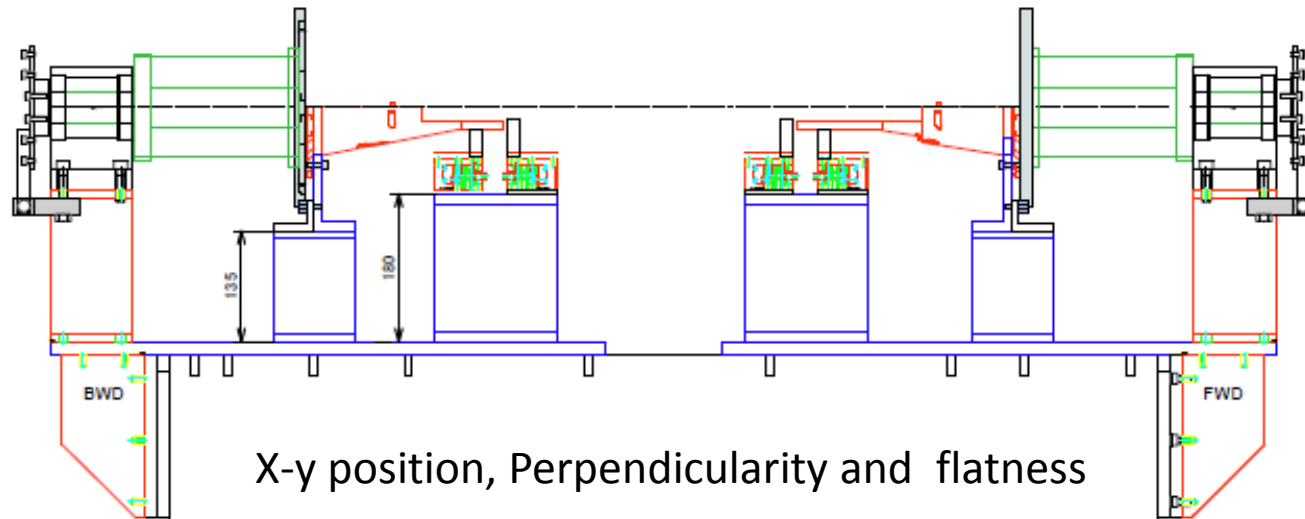 135
180
BWD
FWD
X-y position, Perpendicularity and  flatness